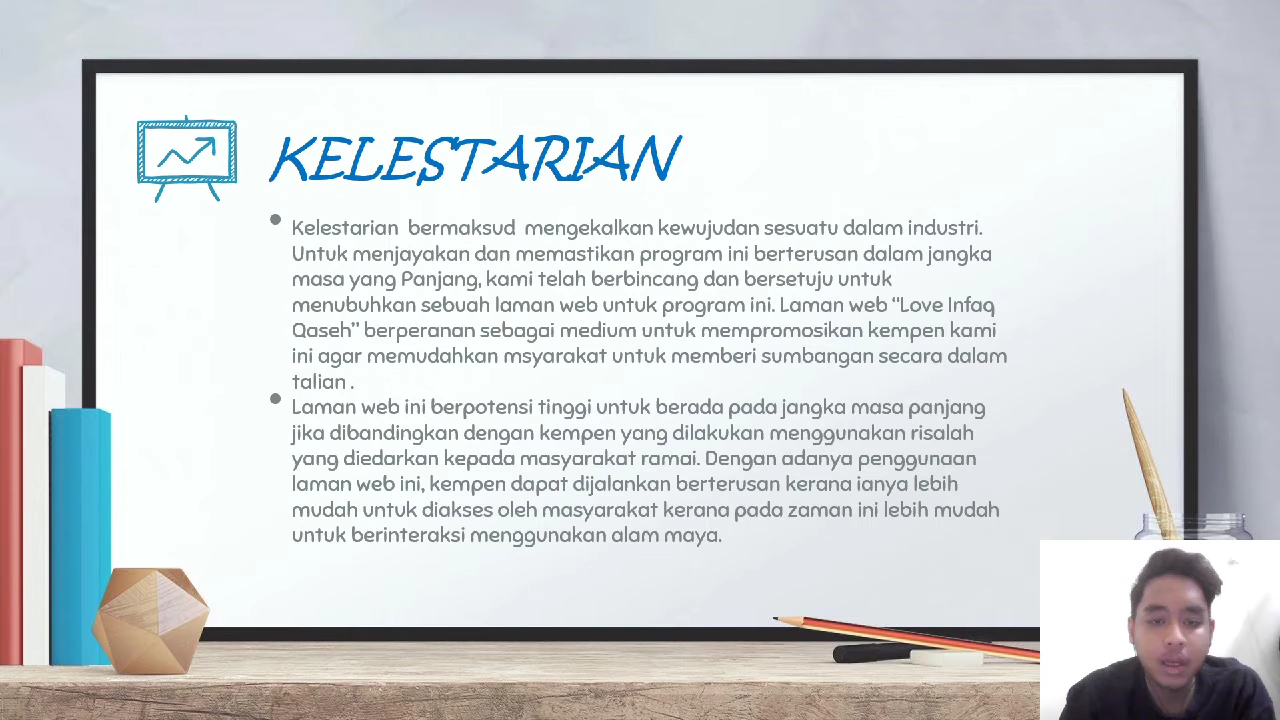 KELESTARIAN
Kelestarian bermaksud mengekalkan kewujudan sesuatu dalam industri.
Untuk menjayakan dan memastikan program ini berterusan dalam jangka
masa yang Panjang, kami telah berbincang dan bersetuju untuk
menubuhkan sebuah laman web untuk program ini. Laman web “Love Infaq
Qaseh” berperanan sebagai medium untuk mempromosikan kempen kami
ini agar memudahkan msyarakat untuk memberi sumbangan secara dalam
talian .
Laman web ini berpotensi tinggi untuk berada pada jangka masa panjang
jika dibandingkan dengan kempen yang dilakukan menggunakan risalah
yang diedarkan kepada masyarakat ramai. Dengan adanya penggunaan
laman web ini, kempen dapat dijalankan berterusan kerana ianya lebih
mudah untuk diakses oleh masyarakat kerana pada zaman ini lebih mudah
untuk berinteraksi menggunakan alam maya.